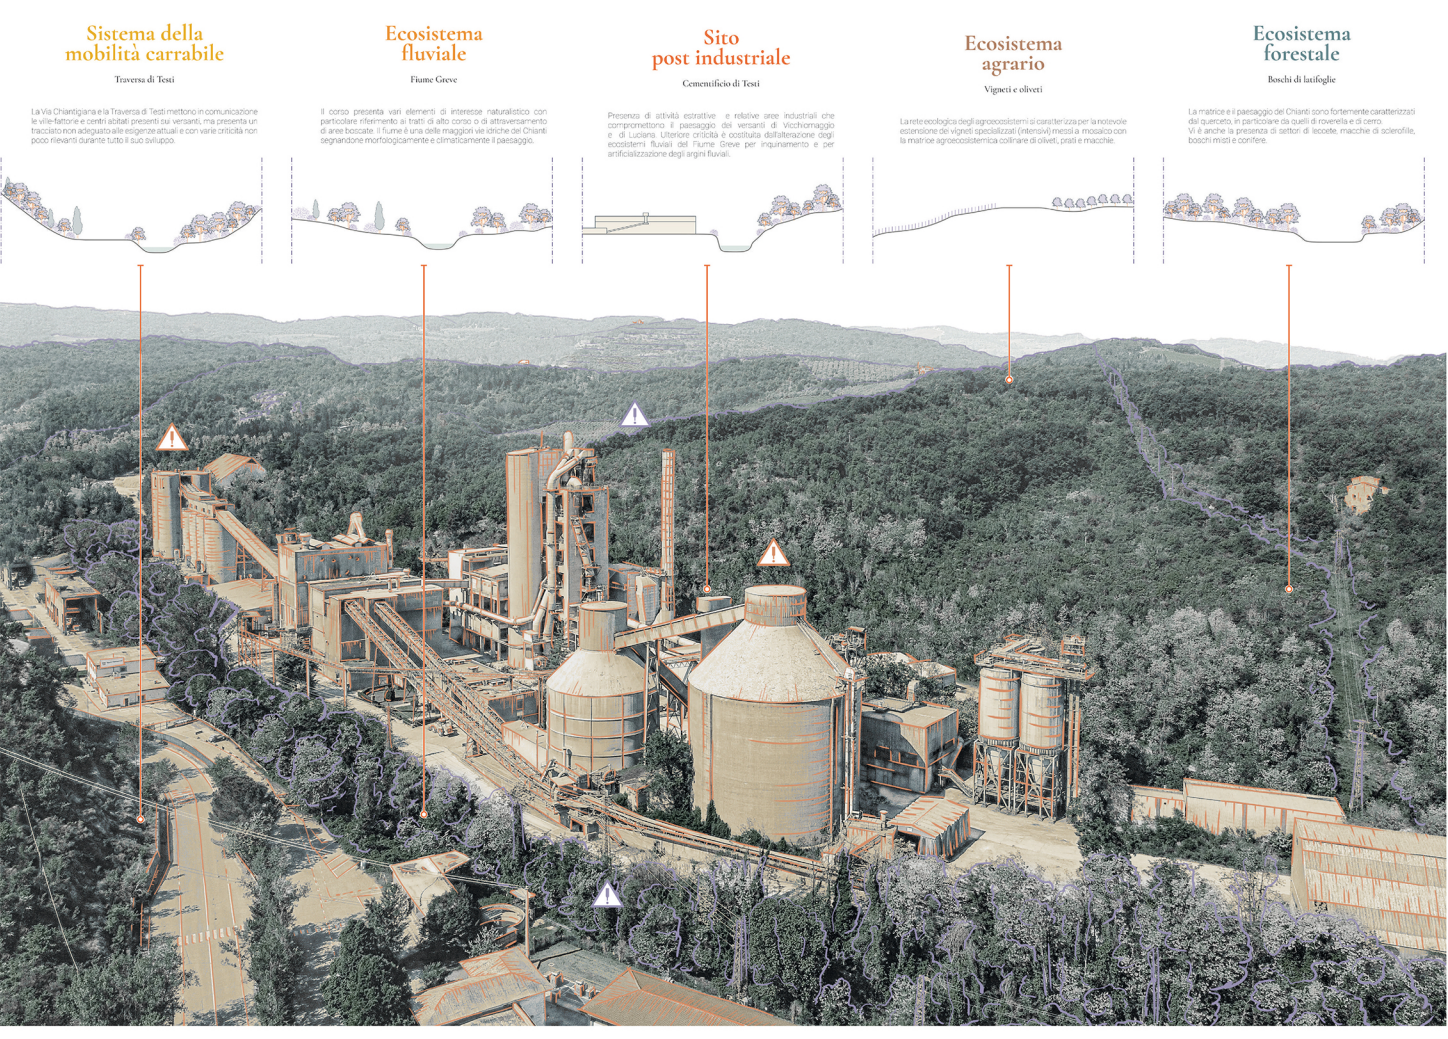 Sistema della
mobilità carrabile
Traversa di Testi
La Via Chiantigiana e la Traversa di Testi mettono in comunicazione
le ville-fattorie e centri abitati presenti sui versanti, ma presenta un
tracciato non adeguato alle esigenze attuali e con varie criticità non
poco rilevanti durante tutto il suo sviluppo.
Ecosistema
fluviale
Fiume Greve
Il corso presenta vari elementi di interesse naturalistico con
particolare riferimento ai tratti di alto corso o di attraversamento
di aree boscate. Il fiume è una delle maggiori vie idriche del Chianti
segnandone morfologicamente e climaticamente il paesaggio.
Sito
post industriale
Cementificio di Testi
Presenza di attività estrattive e relative aree industriali che
compromettono il paesaggio dei versanti di Vicchiomaggio
e di Luciana. Ulteriore criticità è costituita dall'alterazione degli
ecosistemi fluviali del Fiume Greve per inquinamento e per
artificializzazione degli argini fluviali.
Ecosistema
agrario
Vigneti e oliveti
La rete ecologica degli agroecosistemi si caratterizza per la notevole
estensione dei vigneti specializzati (intensivi) messi a mosaico con
la matrice agroecosistemica collinare di oliveti, prati e macchie.
Ecosistema
forestale
Boschi di latifoglie
La matrice e il paesaggio del Chianti sono fortemente caratterizzati
dal querceto, in particolare da quelli di roverella e di cerro.
Vi è anche la presenza di settori di leccete, macchie di sclerofille,
boschi misti e conifere.